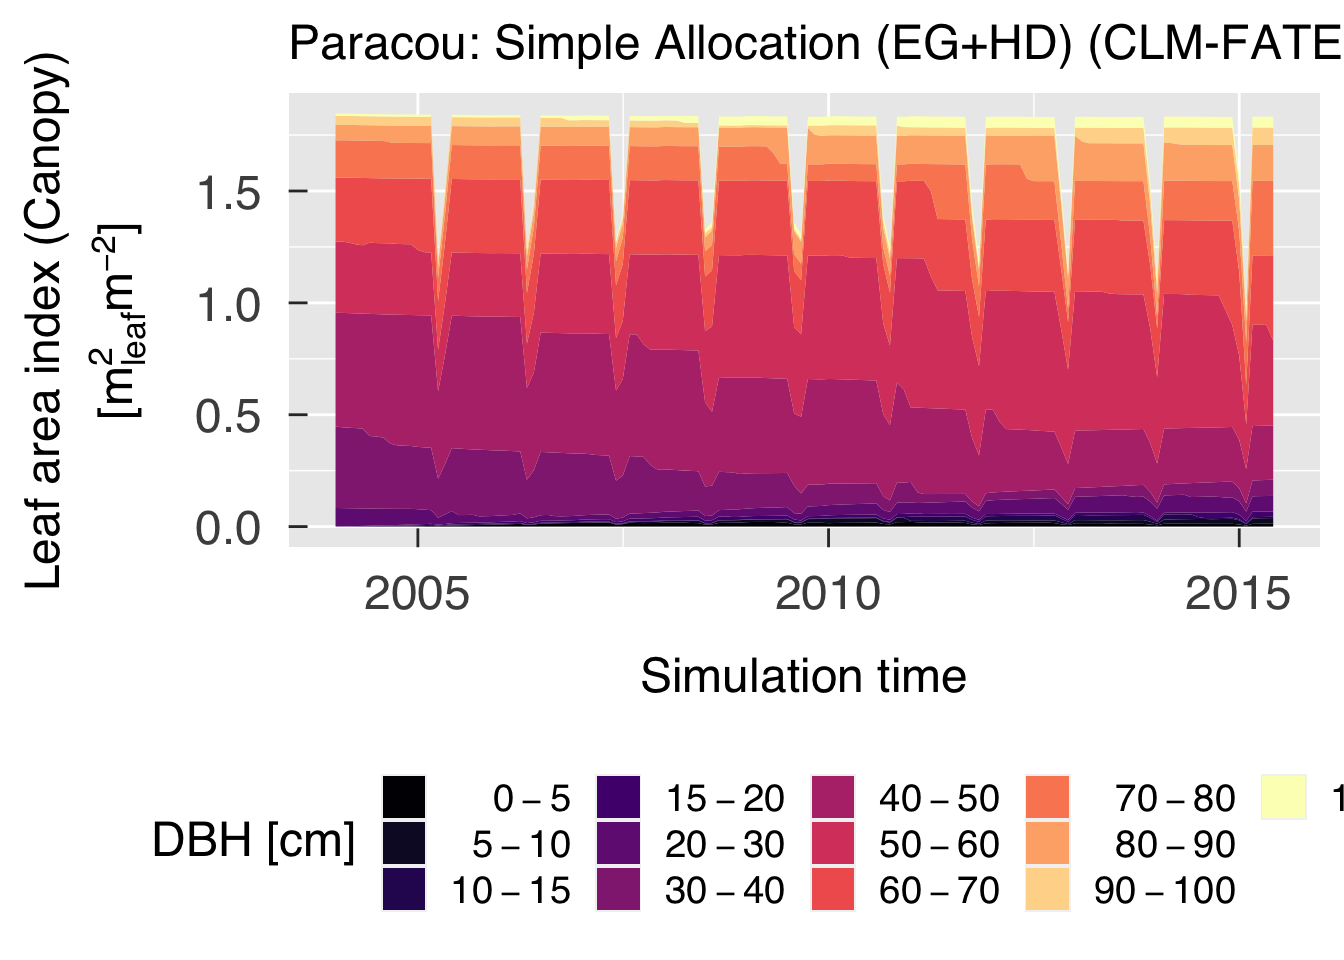 Paracou: Simple Allocation (EG+HD) (CLM-FATE
Leaf area index (Canopy)
[m²leaf m⁻²]
1.5
1.0
0.5
0.0
2005
2010
2015
Simulation time
DBH [cm]
0 – 5
5 – 10
10 – 15
15 – 20
20 – 30
30 – 40
40 – 50
50 – 60
60 – 70
70 – 80
80 – 90
90 – 100